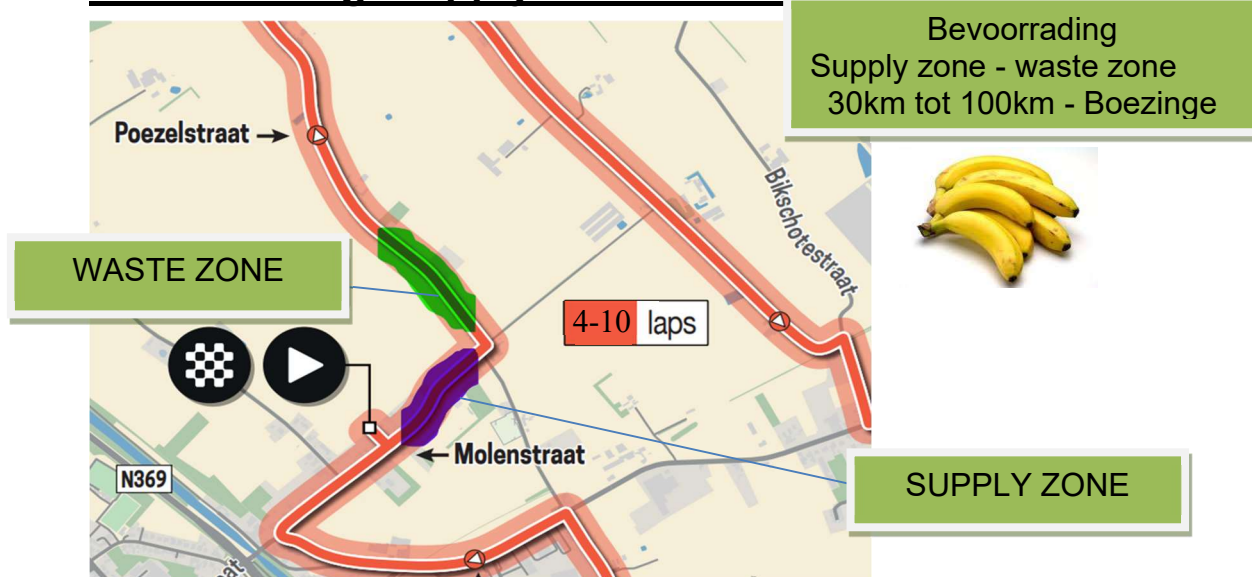 Bevoorrading
Supply zone - waste zone
30km tot 100km - Boezinge
Poezelstraat
Bikschotestraat
WASTE ZONE
4-10 laps
Molenstraat
N369
SUPPLY ZONE